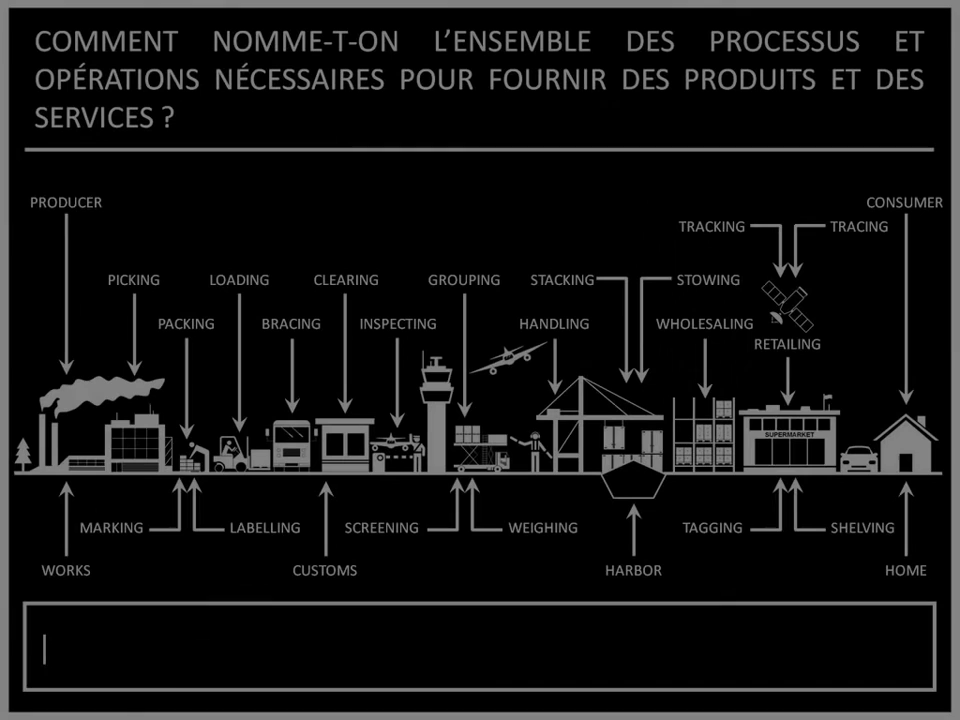 COMMENT NOMME-T-ON L'ENSEMBLE DES PROCESSUS ET
OPÉRATIONS NÉCESSAIRES POUR FOURNIR DES PRODUITS ET DES
SERVICES ?
PRODUCER
CONSUMER
TRACKING
TRACING
PICKING
LOADING
CLEARING
GROUPING
STACKING
STOWING
PACKING
BRACING
INSPECTING
HANDLING
WHOLESALING
RETAILING
SUPERMARKET
MARKING
LABELLING
SCREENING
WEIGHING
TAGGING
SHELVING
WORKS
CUSTOMS
HARBOR
HOME